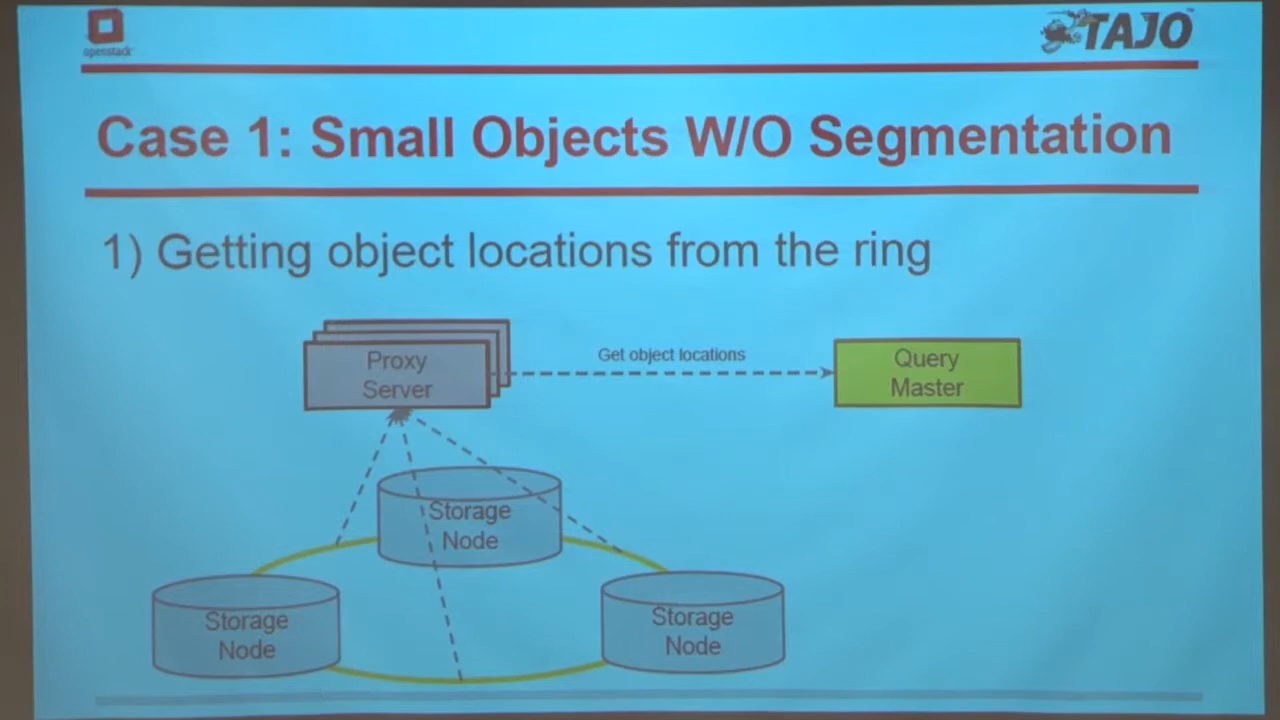 openstack
TAJO
Case 1: Small Objects W/O Segmentation
1) Getting object locations from the ring
Proxy
Server
Get object locations
Query
Master
Storage
Node
Storage
Node
Storage
Node